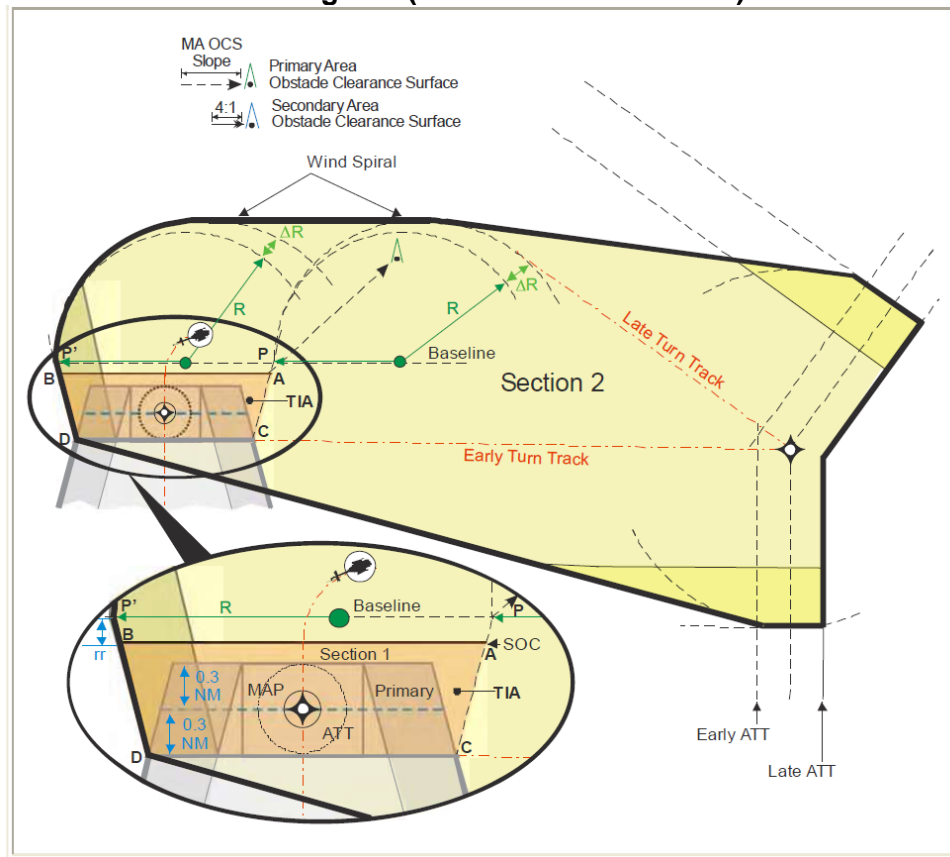 MA OCS
Slope
Primary Area
Obstacle Clearance Surface
4:1
Secondary Area
Obstacle Clearance Surface
Wind Spiral
ΔR
ΔR
R
R
Late Turn Track
P'
P
Baseline
B
A
Section 2
TIA
D
C
Early Turn Track
P'
R
Baseline
P
B
SOC
rr
Section 1
A
0.3
NM
MAP
Primary
TIA
0.3
NM
ATT
D
C
Early ATT
Late ATT